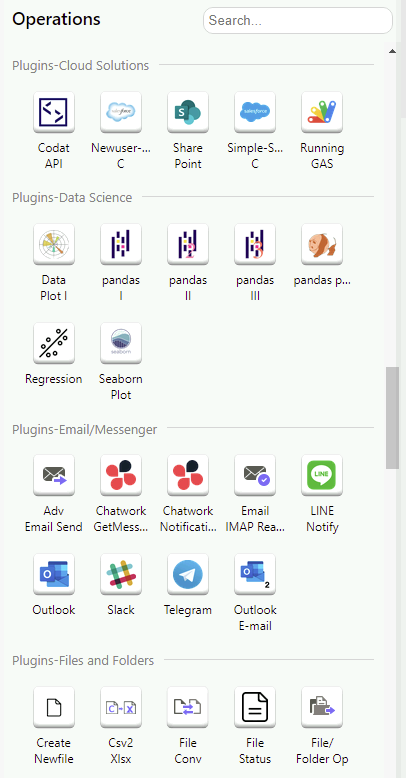 Operations
Search...
Plugins-Cloud Solutions
Codat API
Newuser-... C
Share Point
Simple-S... C
Running GAS
Plugins-Data Science
Data Plot I
pandas I
pandas II
pandas III
pandas p...
Regression
Seaborn Plot
Plugins-Email/Messenger
Adv Email Send
Chatwork GetMess...
Chatwork Notificati...
Email IMAP Rea...
LINE Notify
Outlook
Slack
Telegram
Outlook E-mail
Plugins-Files and Folders
Create Newfile
Csv2 Xlsx
File Conv
File Status
File/ Folder Op